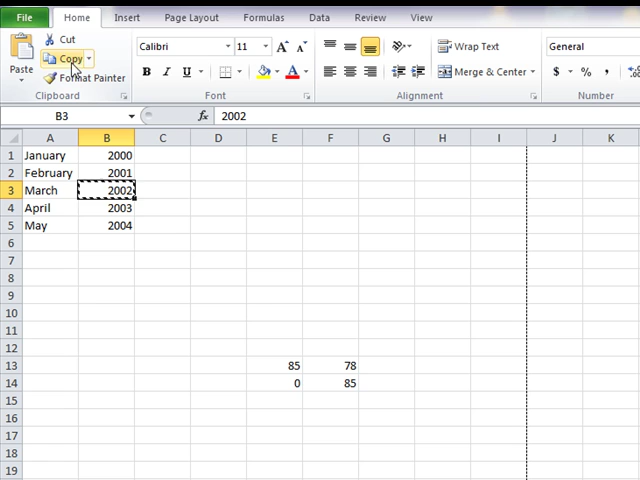 File Home Insert Page Layout Formulas Data Review View
Paste
Cut
Copy
Format Painter
Clipboard
Calibri 11 A A
B I U A
Font
Wrap Text
Merge & Center
Alignment
General
$ % ,
Number
B3 fx 2002
A B C D E F G H I J K
1 January 2000
2 February 2001
3 March 2002
4 April 2003
5 May 2004
6
7
8
9
10
11
12
13 85 78
14 0 85
15
16
17
18
19